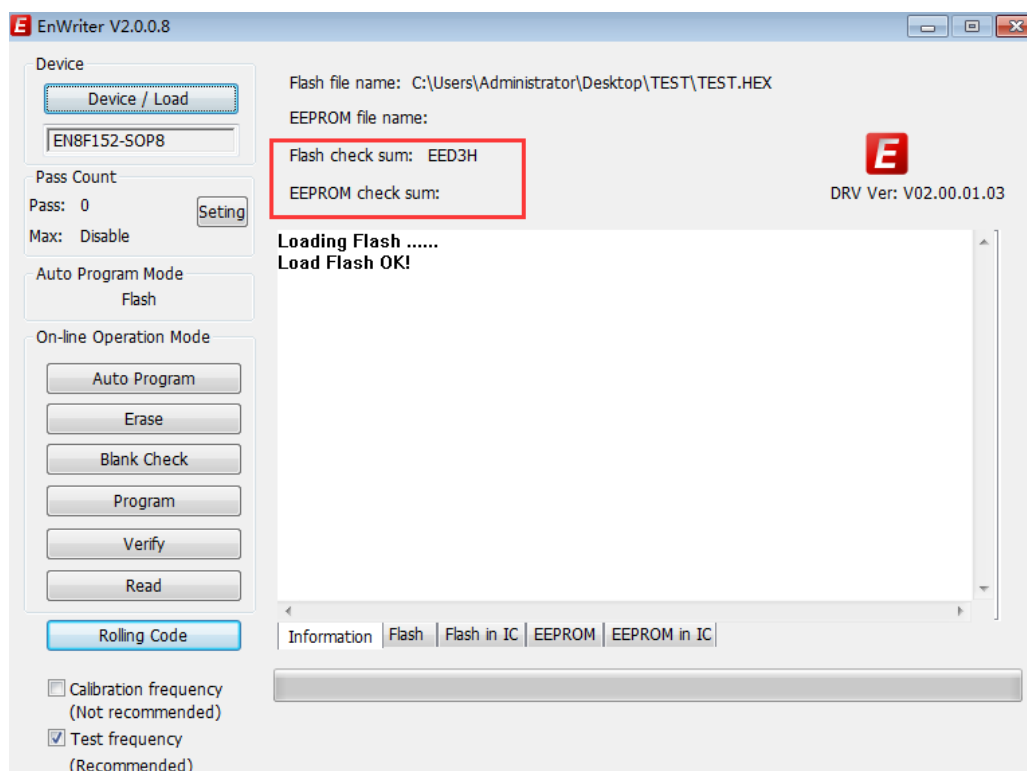 EnWriter V2.0.0.8
Device
Device / Load
EN8F152-SOP8
Pass Count
Pass: 0
Seting
Max: Disable
Auto Program Mode
Flash
On-line Operation Mode
Auto Program
Erase
Blank Check
Program
Verify
Read
Rolling Code
Calibration frequency
(Not recommended)
Test frequency
(Recommended)
Flash file name: C:\Users\Administrator\Desktop\TEST\TEST.HEX
EEPROM file name:
Flash check sum: EED3H
EEPROM check sum:
E
DRV Ver: V02.00.01.03
Loading Flash ......
Load Flash OK!
Information Flash Flash in IC EEPROM EEPROM in IC